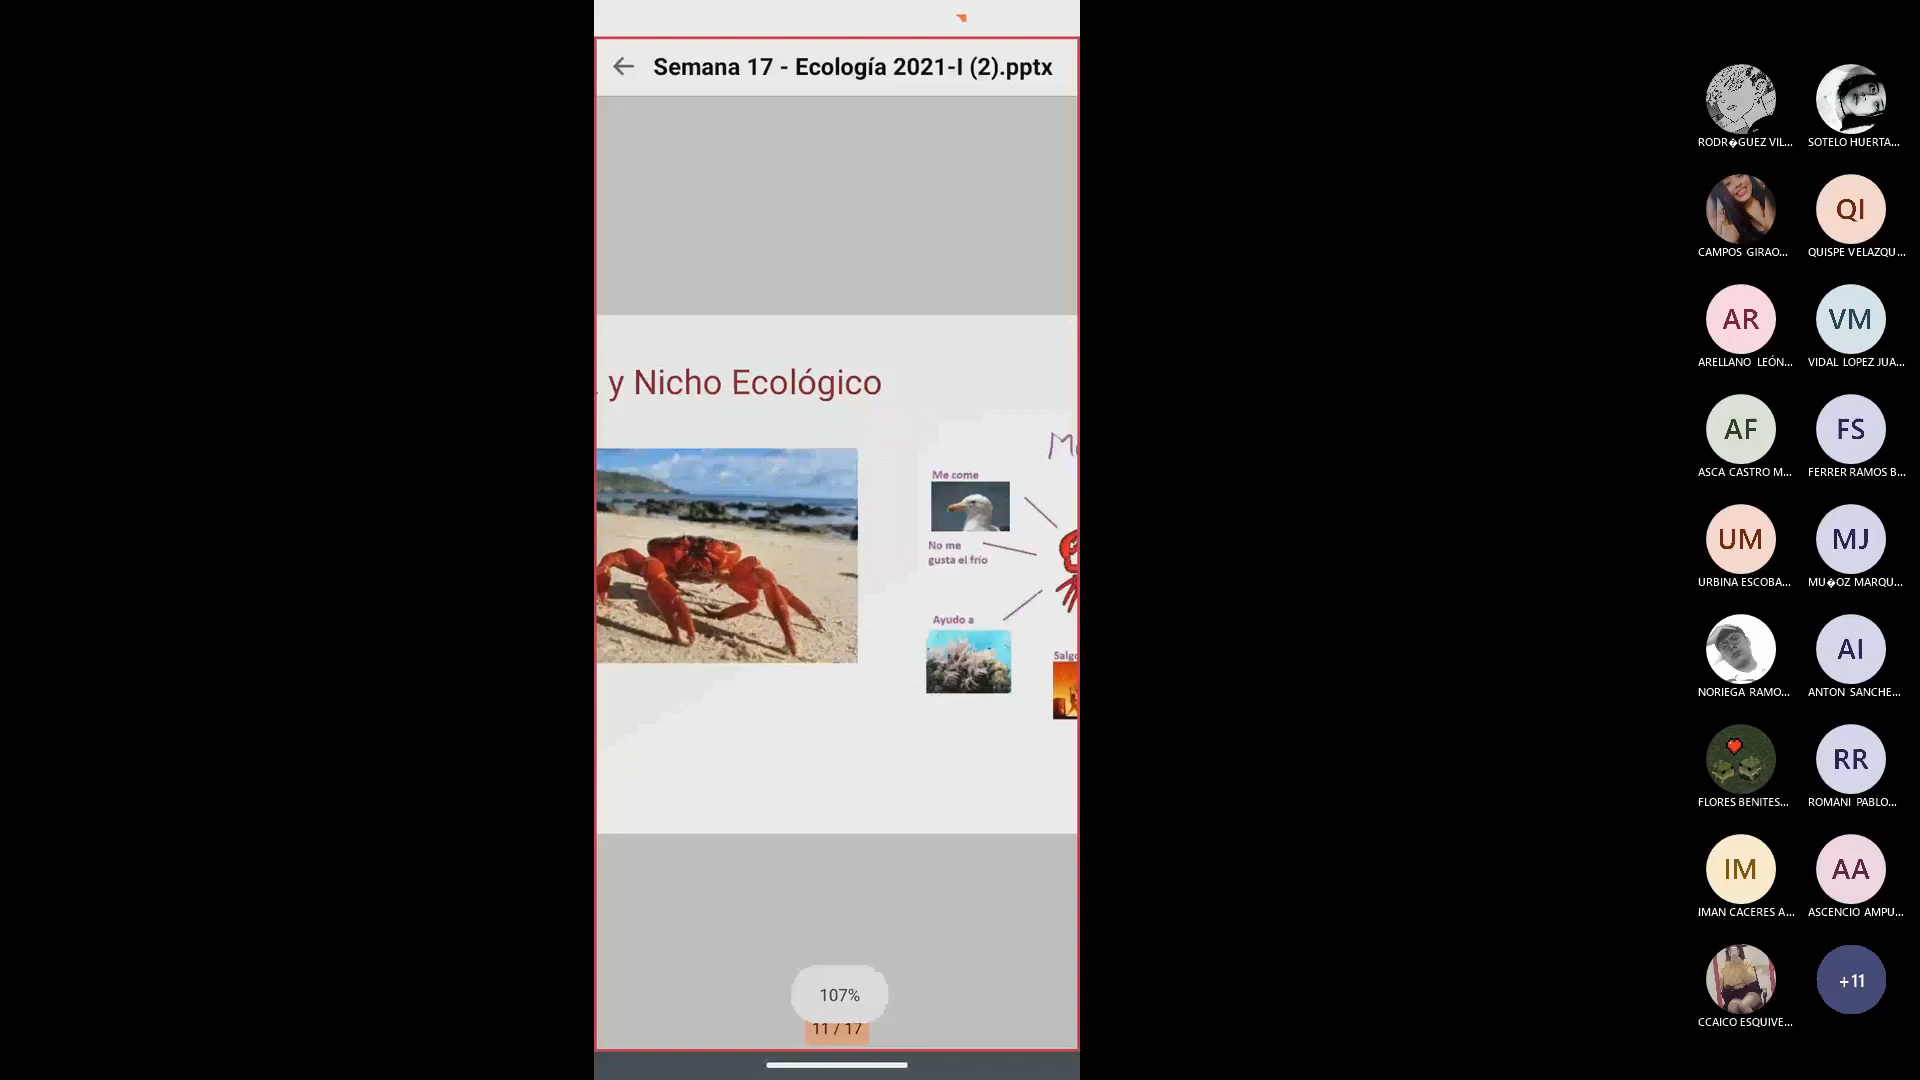 Semana 17 - Ecología 2021-I (2).pptx
y Nicho Ecológico
Me come
No me
gusta el frío
Ayudo a
107%
11 / 17
RODR�GUEZ VIL...
SOTELO HUERTA...
CAMPOS GIRAO...
QI
QUISPE VELAZQU...
AR
ARELLANO LEÓN...
VM
VIDAL LOPEZ JUA...
AF
ASCA CASTRO M...
FS
FERRER RAMOS B...
UM
URBINA ESCOBA...
MJ
MU�OZ MARQU...
NORIEGA RAMO...
AI
ANTON SANCHE...
FLORES BENITES...
RR
ROMANI PABLO...
IM
IMAN CACERES A...
AA
ASCENCIO AMPU...
CCAICO ESQUIVE...
+11